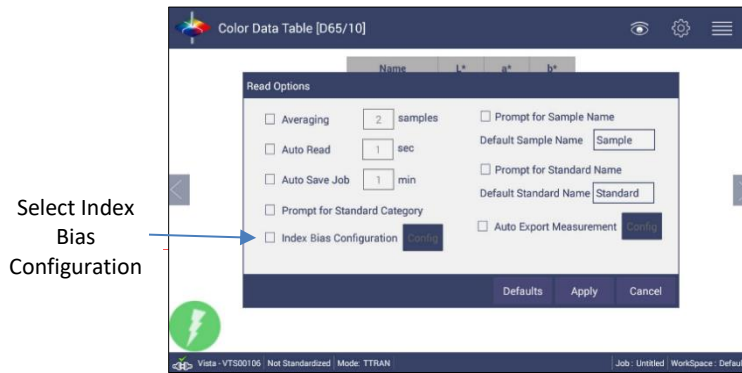 Color Data Table [D65/10]
Name L* a* b*
Read Options
Averaging 2 samples
Auto Read 1 sec
Auto Save Job 1 min
Prompt for Standard Category
Index Bias Configuration Config
Prompt for Sample Name
Default Sample Name Sample
Prompt for Standard Name
Default Standard Name Standard
Auto Export Measurement Config
Defaults Apply Cancel
Select Index
Bias
Configuration
Vista - VTS00106 Not Standardized Mode: TTRAN Job : Untitled WorkSpace : Defaul